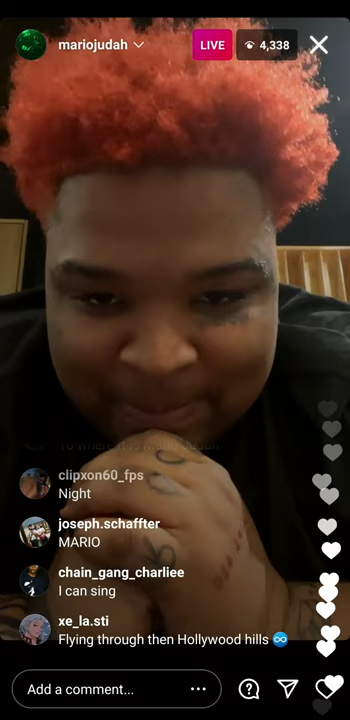 mariojudah
LIVE
4,338
clipxon60_fps
Night
joseph.schaffter
MARIO
chain_gang_charliee
I can sing
xe_la.sti
Flying through then Hollywood hills
Add a comment...